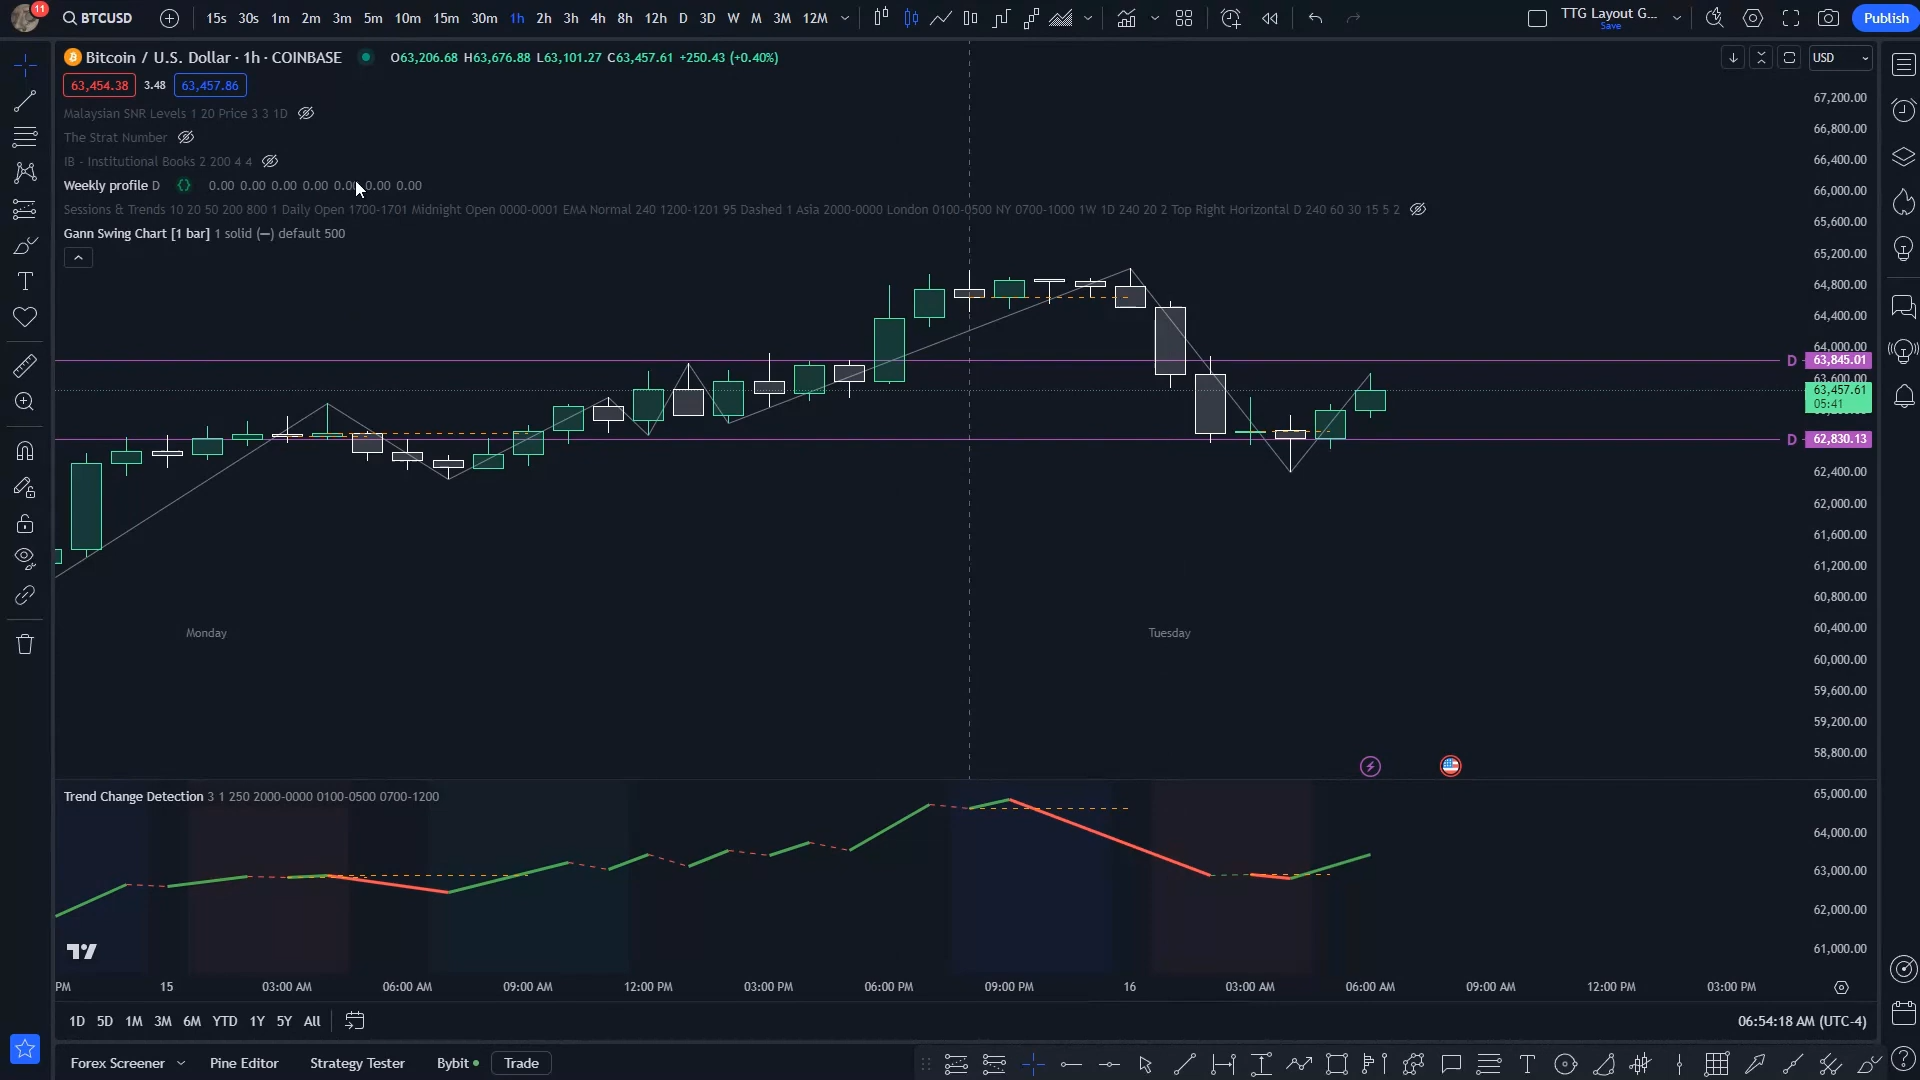 11
BTCUSD
15s 30s 1m 2m 3m 5m 10m 15m 30m 1h 2h 3h 4h 8h 12h D 3D W M 3M 12M
TTG Layout G...
Save
Publish
Bitcoin / U.S. Dollar · 1h · COINBASE
O63,206.68 H63,676.88 L63,101.27 C63,457.61 +250.43 (+0.40%)
USD
63,454.38 3.48 63,457.86
Malaysian SNR Levels 1 20 Price 3 3 1D
The Strat Number
IB - Institutional Books 2 200 4 4
Weekly profile D {} 0.00 0.00 0.00 0.00 0.00 0.00 0.00
Sessions & Trends 10 20 50 200 800 1 Daily Open 1700-1701 Midnight Open 0000-0001 EMA Normal 240 1200-1201 95 Dashed 1 Asia 2000-0000 London 0100-0500 NY 0700-1000 1W 1D 240 20 2 Top Right Horizontal D 240 60 30 15 5 2
Gann Swing Chart [1 bar] 1 solid (—) default 500
67,200.00
66,800.00
66,400.00
66,000.00
65,600.00
65,200.00
64,800.00
64,400.00
64,000.00
D 63,845.01
63,600.00
63,457.61
05:41
D 62,830.13
62,400.00
62,000.00
61,600.00
61,200.00
60,800.00
60,400.00
60,000.00
59,600.00
59,200.00
58,800.00
Monday
Tuesday
Trend Change Detection 3 1 250 2000-0000 0100-0500 0700-1200
65,000.00
64,000.00
63,000.00
62,000.00
61,000.00
PM 15 03:00 AM 06:00 AM 09:00 AM 12:00 PM 03:00 PM 06:00 PM 09:00 PM 16 03:00 AM 06:00 AM 09:00 AM 12:00 PM 03:00 PM
1D 5D 1M 3M 6M YTD 1Y 5Y All
06:54:18 AM (UTC-4)
Forex Screener Pine Editor Strategy Tester Bybit Trade